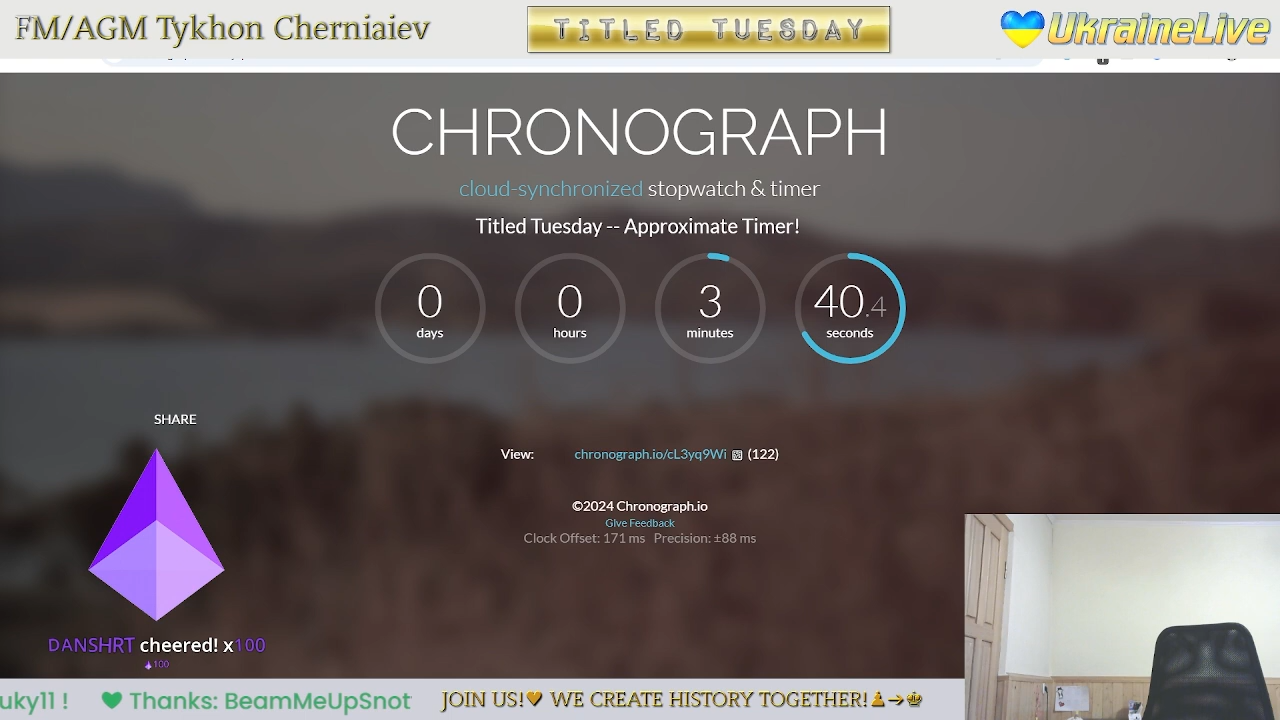 FM/AGM Tykhon Cherniaiev
TITLED TUESDAY
UkraineLive
CHRONOGRAPH
cloud-synchronized stopwatch & timer
Titled Tuesday -- Approximate Timer!
0 0 3 40.4
days hours minutes seconds
SHARE
View: chronograph.io/cL3yq9Wi (122)
©2024 Chronograph.io
Give Feedback
Clock Offset: 171 ms Precision: ±88 ms
DANSHRT cheered! x100
100
uky11 ! Thanks: BeamMeUpSnot JOIN US! WE CREATE HISTORY TOGETHER!